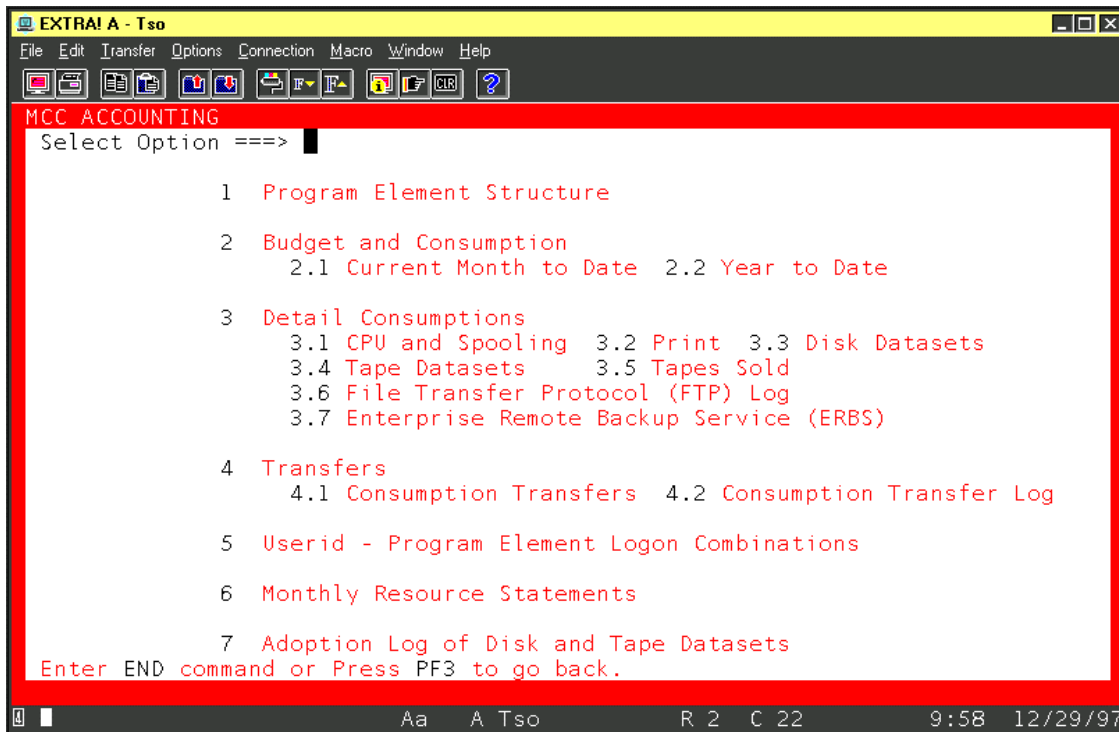 EXTRA! A - Tso
File Edit Transfer Options Connection Macro Window Help
MCC ACCOUNTING
Select Option ===>
1 Program Element Structure
2 Budget and Consumption
2.1 Current Month to Date 2.2 Year to Date
3 Detail Consumptions
3.1 CPU and Spooling 3.2 Print 3.3 Disk Datasets
3.4 Tape Datasets 3.5 Tapes Sold
3.6 File Transfer Protocol (FTP) Log
3.7 Enterprise Remote Backup Service (ERBS)
4 Transfers
4.1 Consumption Transfers 4.2 Consumption Transfer Log
5 Userid - Program Element Logon Combinations
6 Monthly Resource Statements
7 Adoption Log of Disk and Tape Datasets
Enter END command or Press PF3 to go back.
4 Aa A Tso R 2 C 22 9:58 12/29/97